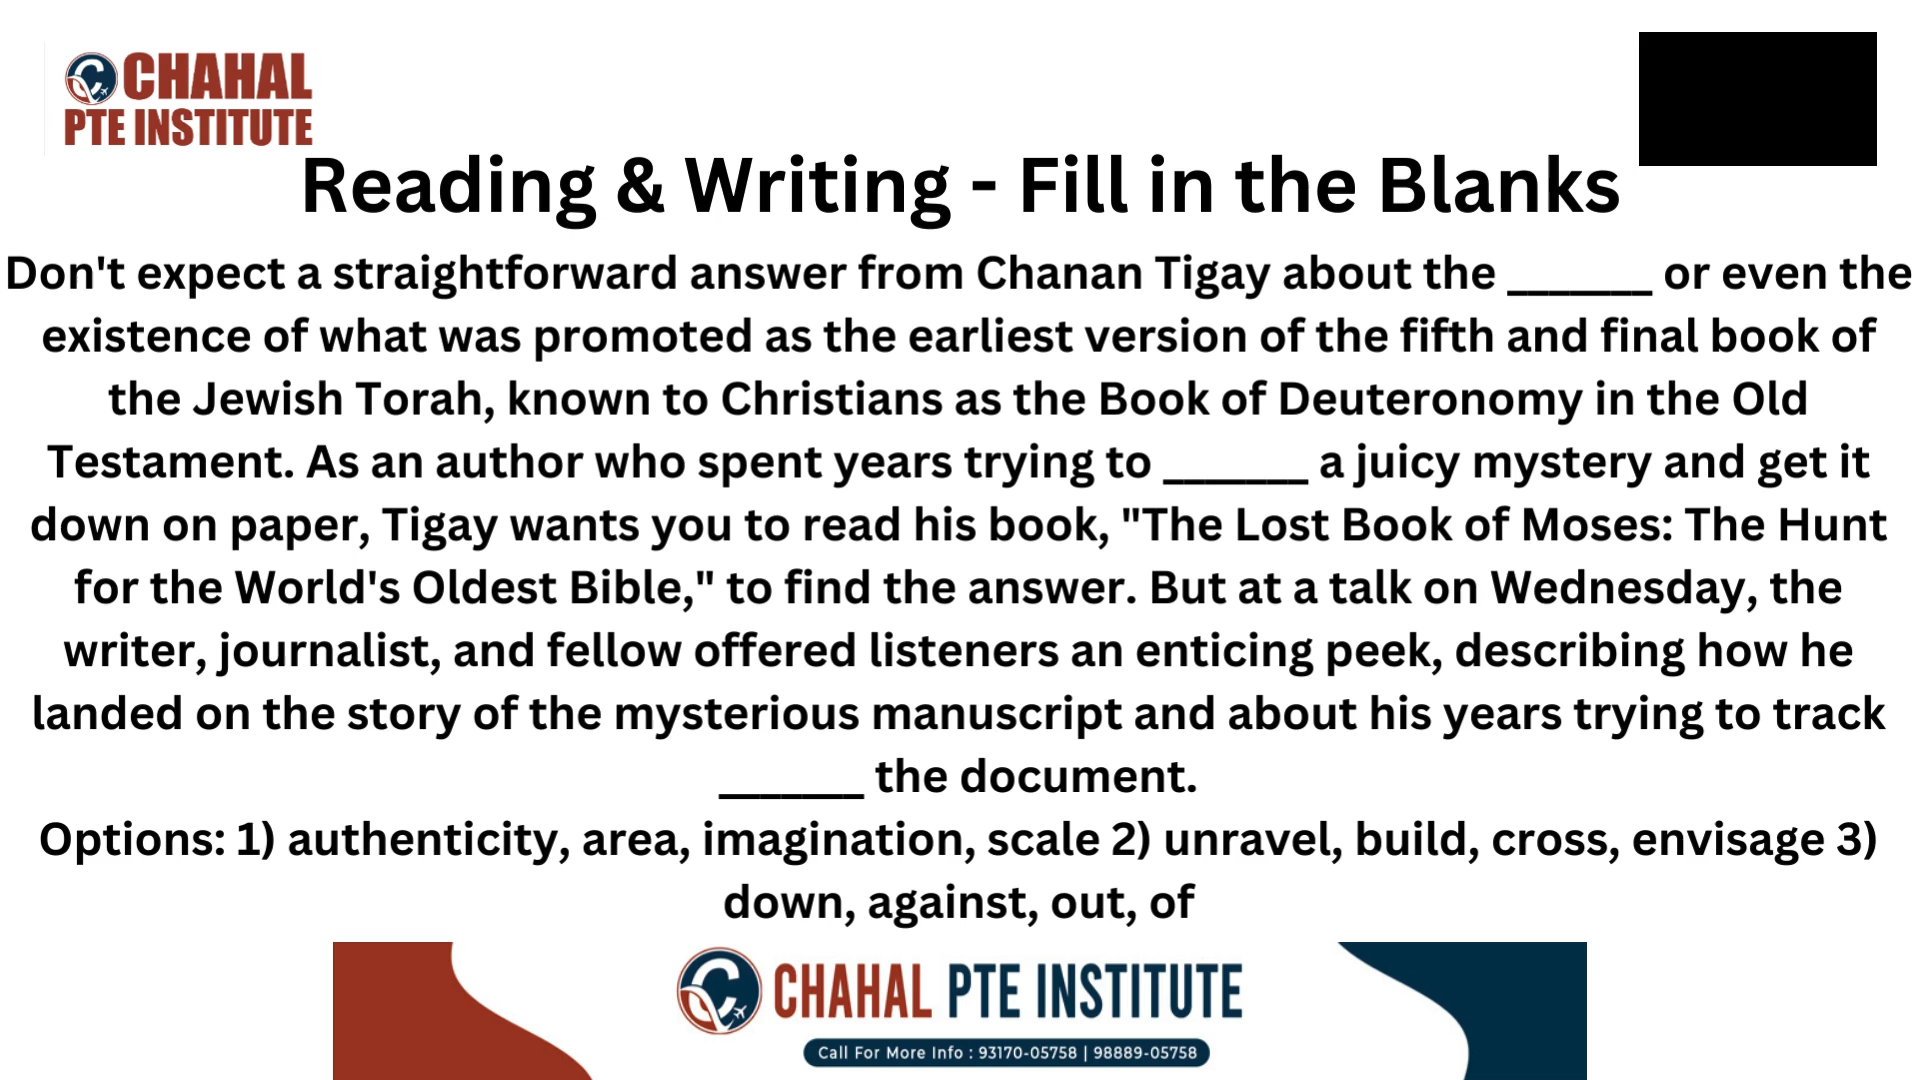 CHAHAL
PTE INSTITUTE
Reading & Writing - Fill in the Blanks
Don't expect a straightforward answer from Chanan Tigay about the _______ or even the
existence of what was promoted as the earliest version of the fifth and final book of
the Jewish Torah, known to Christians as the Book of Deuteronomy in the Old
Testament. As an author who spent years trying to _______ a juicy mystery and get it
down on paper, Tigay wants you to read his book, "The Lost Book of Moses: The Hunt
for the World's Oldest Bible," to find the answer. But at a talk on Wednesday, the
writer, journalist, and fellow offered listeners an enticing peek, describing how he
landed on the story of the mysterious manuscript and about his years trying to track
_______ the document.
Options: 1) authenticity, area, imagination, scale 2) unravel, build, cross, envisage 3)
down, against, out, of
CHAHAL PTE INSTITUTE
Call For More Info : 93170-05758 | 98889-05758